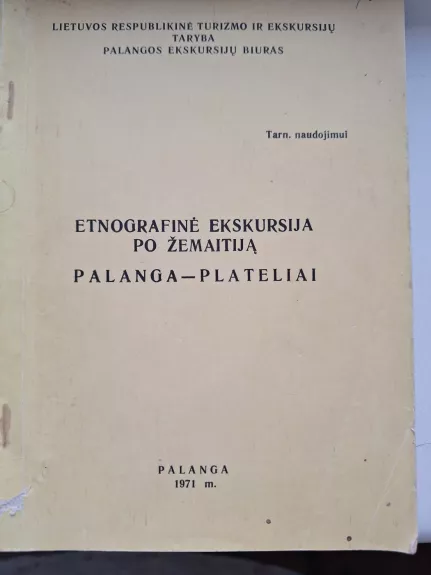 LIETUVOS RESPUBLIKINĖ TURIZMO IR EKSKURSIJŲ
TARYBA
PALANGOS EKSKURSIJŲ BIURAS
Tarn. naudojimui
ETNOGRAFINĖ EKSKURSIJA
PO ŽEMAITIJĄ
PALANGA—PLATELIAI
PALANGA
1971 m.